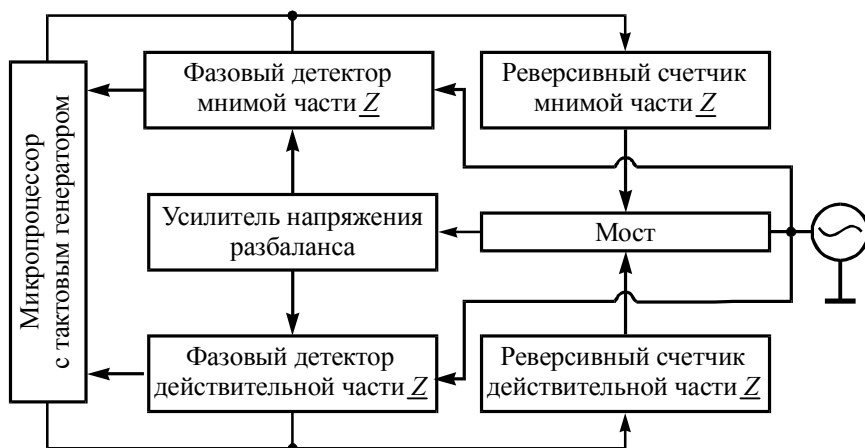 Микропроцессор
с тактовым генератором
Фазовый детектор
мнимой части Z
Реверсивный счетчик
мнимой части Z
Усилитель напряжения
разбаланса
Мост
Фазовый детектор
действительной части Z
Реверсивный счетчик
действительной части Z